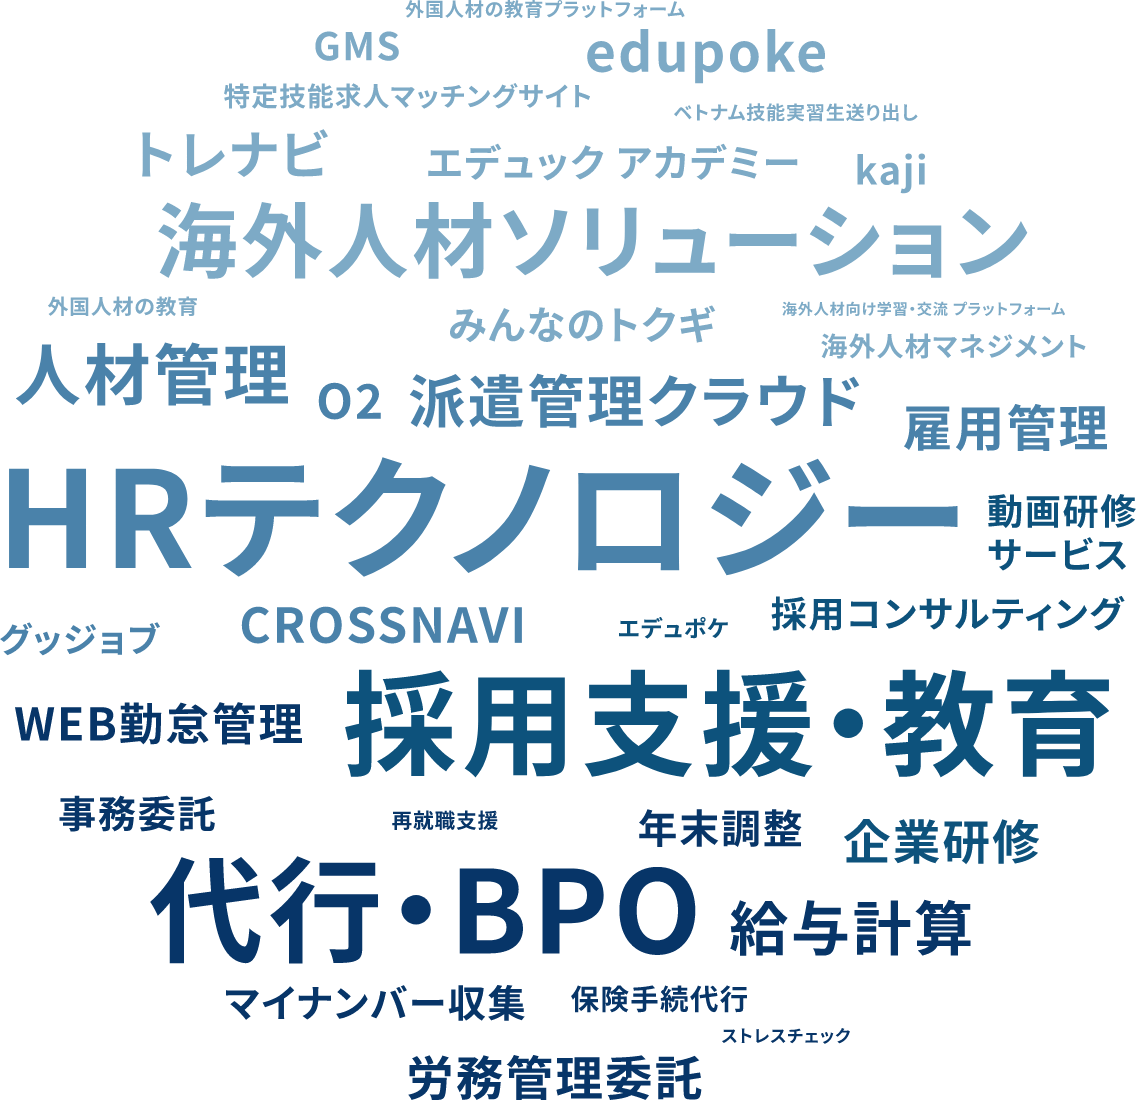 外国人材の教育プラットフォーム
GMS
edupoke
特定技能求人マッチングサイト
ベトナム技能実習生送り出し
トレナビ
エデュック アカデミー
kaji
海外人材ソリューション
外国人材の教育
みんなのトクギ
海外人材向け学習・交流 プラットフォーム
海外人材マネジメント
人材管理
O2
派遣管理クラウド
雇用管理
HRテクノロジー
動画研修
サービス
グッジョブ
CROSSNAVI
エデュポケ
採用コンサルティング
採用支援・教育
WEB勤怠管理
事務委託
再就職支援
年末調整
企業研修
代行・BPO
給与計算
マイナンバー収集
保険手続代行
ストレスチェック
労務管理委託